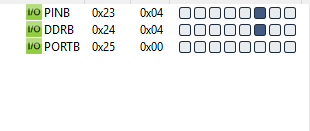 I/O PINB 0x23 0x04
I/O DDRB 0x24 0x04
I/O PORTB 0x25 0x00